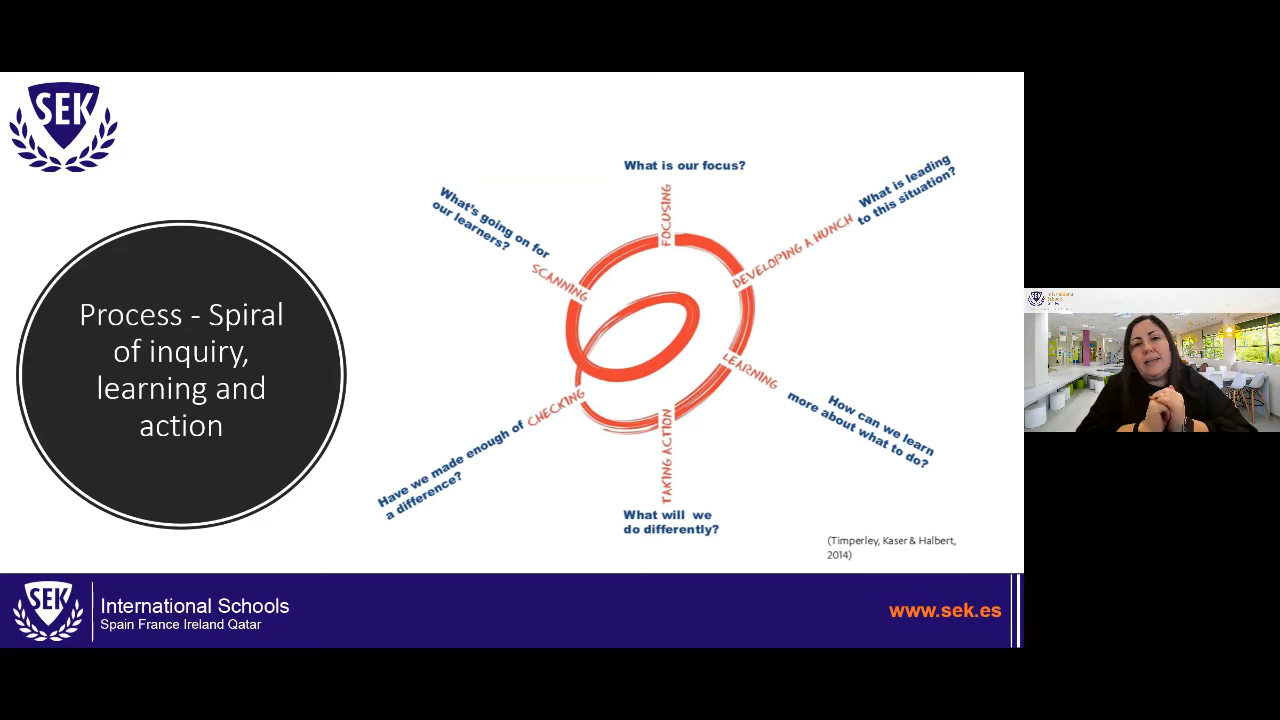 SEK
Process - Spiral
of inquiry,
learning and
action
What is our focus?
FOCUSING
What is leading
to this situation?
DEVELOPING A HUNCH
What's going on for
our learners?
SCANNING
LEARNING
How can we learn
more about what to do?
CHECKING
Have we made enough of
a difference?
TAKING ACTION
What will we
do differently?
(Timperley, Kaser & Halbert,
2014)
SEK
International Schools
Spain France Ireland Qatar
www.sek.es
International
Schools